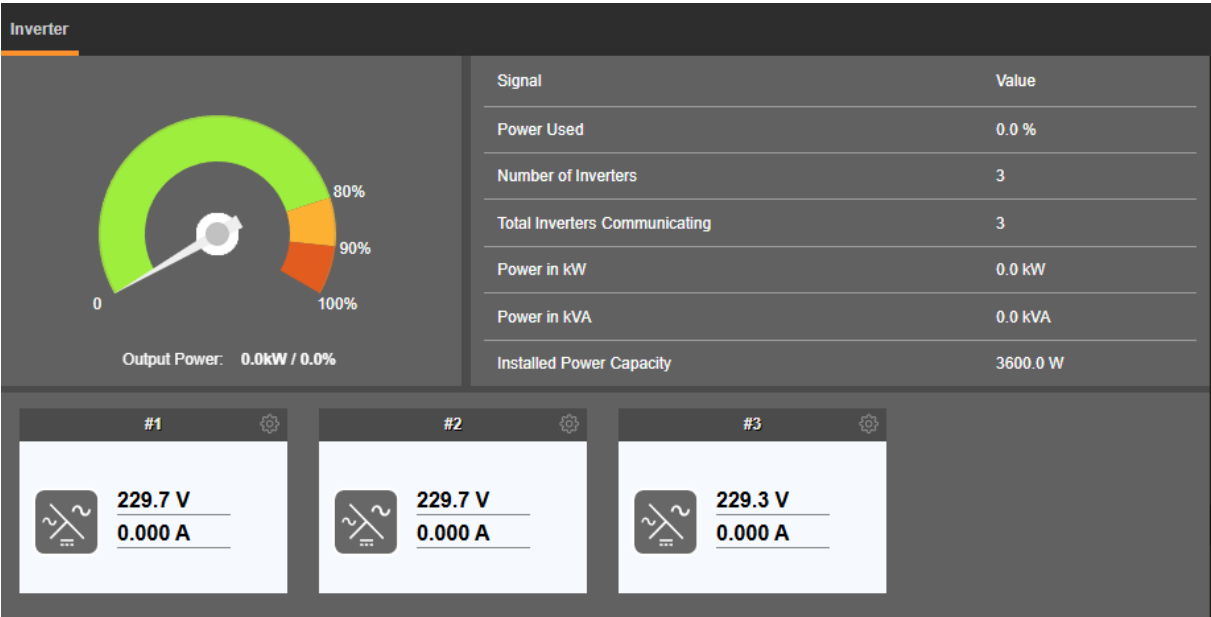 Inverter
80%
90%
0
100%
Output Power: 0.0kW / 0.0%
Signal Value
Power Used 0.0 %
Number of Inverters 3
Total Inverters Communicating 3
Power in kW 0.0 kW
Power in kVA 0.0 kVA
Installed Power Capacity 3600.0 W
#1
229.7 V
0.000 A
#2
229.7 V
0.000 A
#3
229.3 V
0.000 A